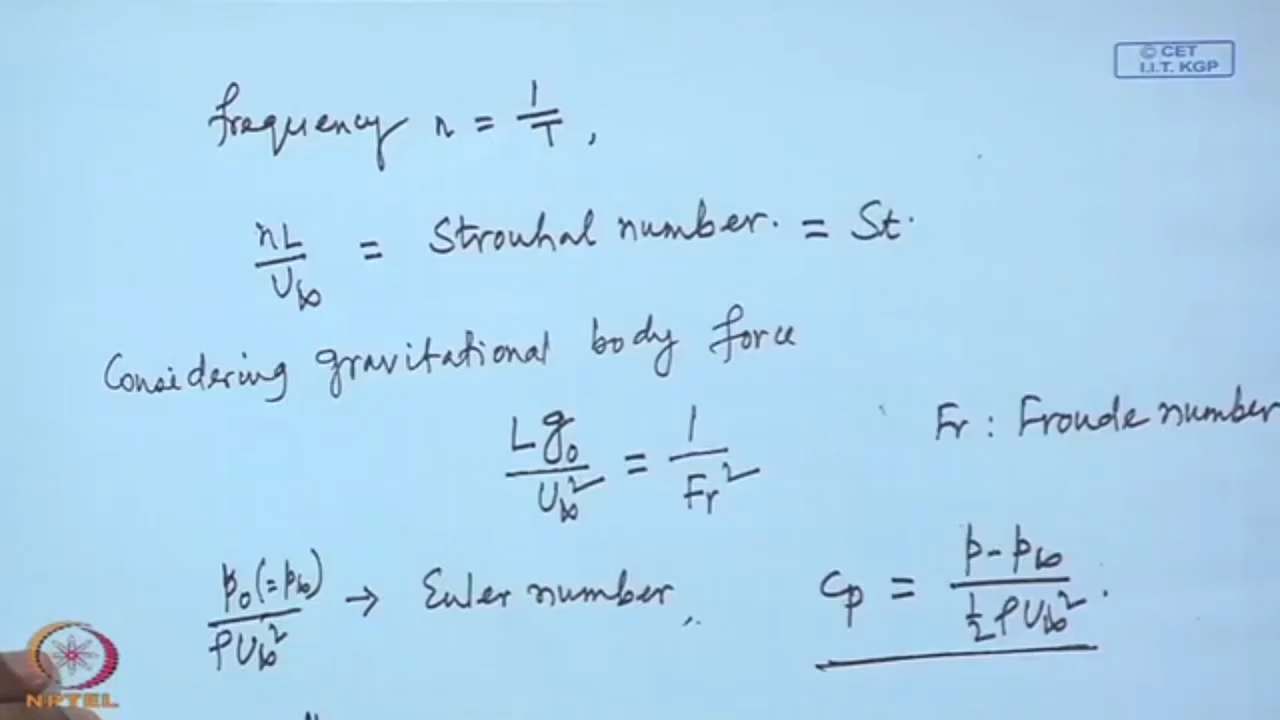 © CET
I.I.T. KGP
frequency n = 1/T,
nL/U∞ = Strouhal number. = St.
Considering gravitational body force
Lg₀/U∞² = 1/Fr²
Fr : Froude number
p₀(=p∞)/ρU∞² → Euler number,
Cp = (p - p∞)/(½ρU∞²).
NPTEL